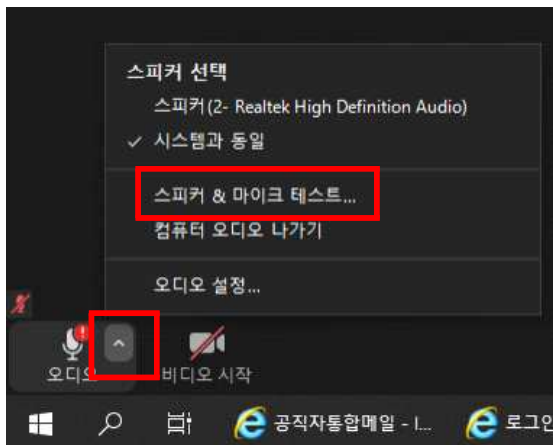 스피커 선택
스피커(2- Realtek High Definition Audio)
✓ 시스템과 동일
스피커 & 마이크 테스트...
컴퓨터 오디오 나가기
오디오 설정...
오디오 비디오 시작
공직자통합메일 - I... 로그인